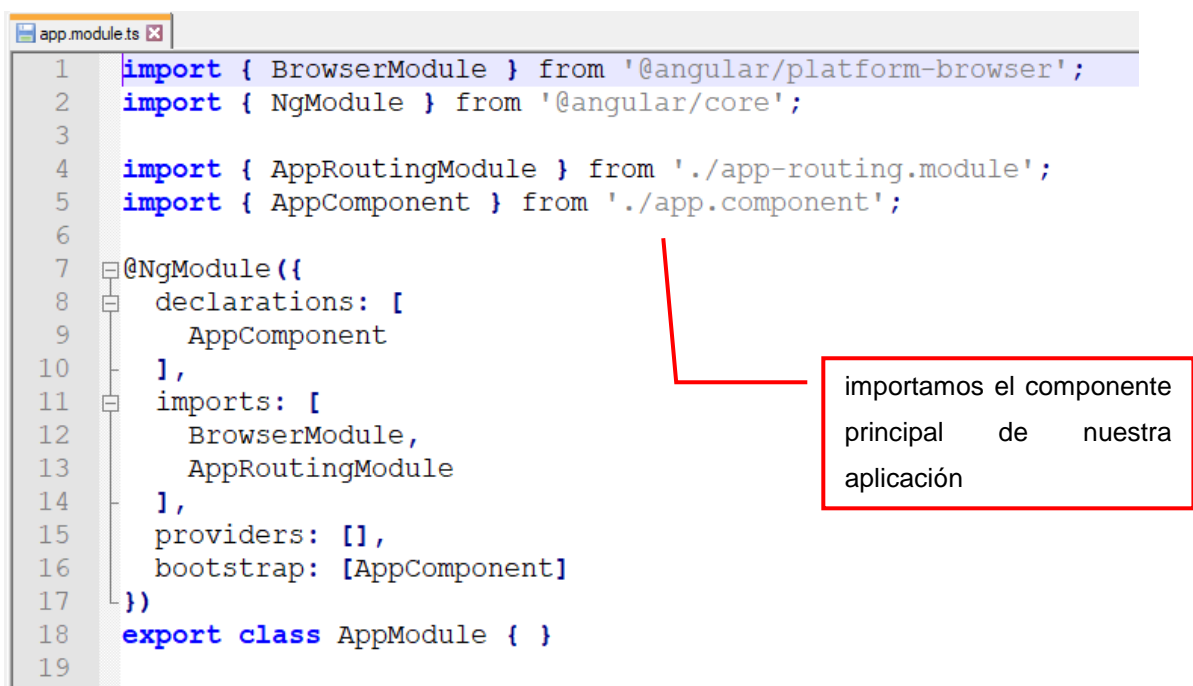 app.module.ts
1 import { BrowserModule } from '@angular/platform-browser';
2 import { NgModule } from '@angular/core';
3
4 import { AppRoutingModule } from './app-routing.module';
5 import { AppComponent } from './app.component';
6
7 @NgModule({
8   declarations: [
9     AppComponent
10   ],
11   imports: [
12     BrowserModule,
13     AppRoutingModule
14   ],
15   providers: [],
16   bootstrap: [AppComponent]
17 })
18 export class AppModule { }
19
importamos el componente
principal de nuestra
aplicación